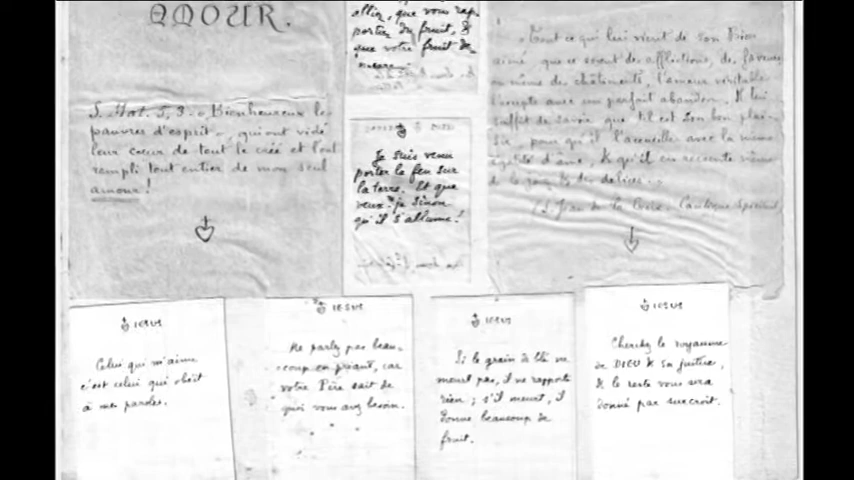 AMOUR.
S. Mat. 5, 3. « Bienheureux les
pauvres d'esprit », qui ont vidé
leur cœur de tout le créé et l'ont
rempli tout entier de mon seul
amour !
allier, que vous rap
portiez du fruit, &
que votre fruit de
meure.
Je suis venu
porter le feu sur
la terre. Et que
veux-je sinon
qu'il s'allume !
« Tout ce qui lui vient de son Bien
aimé, que ce soient des afflictions, des faveurs
ou même des châtiments, l'amour véritable
l'accepte avec un parfait abandon. Il lui
suffit de savoir que tel est son bon plai-
sir, pour qu'il l'accueille avec la même
égalité d'âme, & qu'il en ressente même
de la joie & des délices. »
(S. Jean de la Croix. Cantique Spirituel
IESUS
Celui qui m'aime
c'est celui qui obéit
à mes paroles.
IESUS
Ne parlez pas beau-
coup en priant, car
votre Père sait de
quoi vous avez besoin.
IESUS
Si le grain de blé ne
meurt pas, il ne rapporte
rien ; s'il meurt, il
donne beaucoup de
fruit.
IESUS
Cherchez le royaume
de DIEU & sa justice,
& le reste vous sera
donné par surcroît.